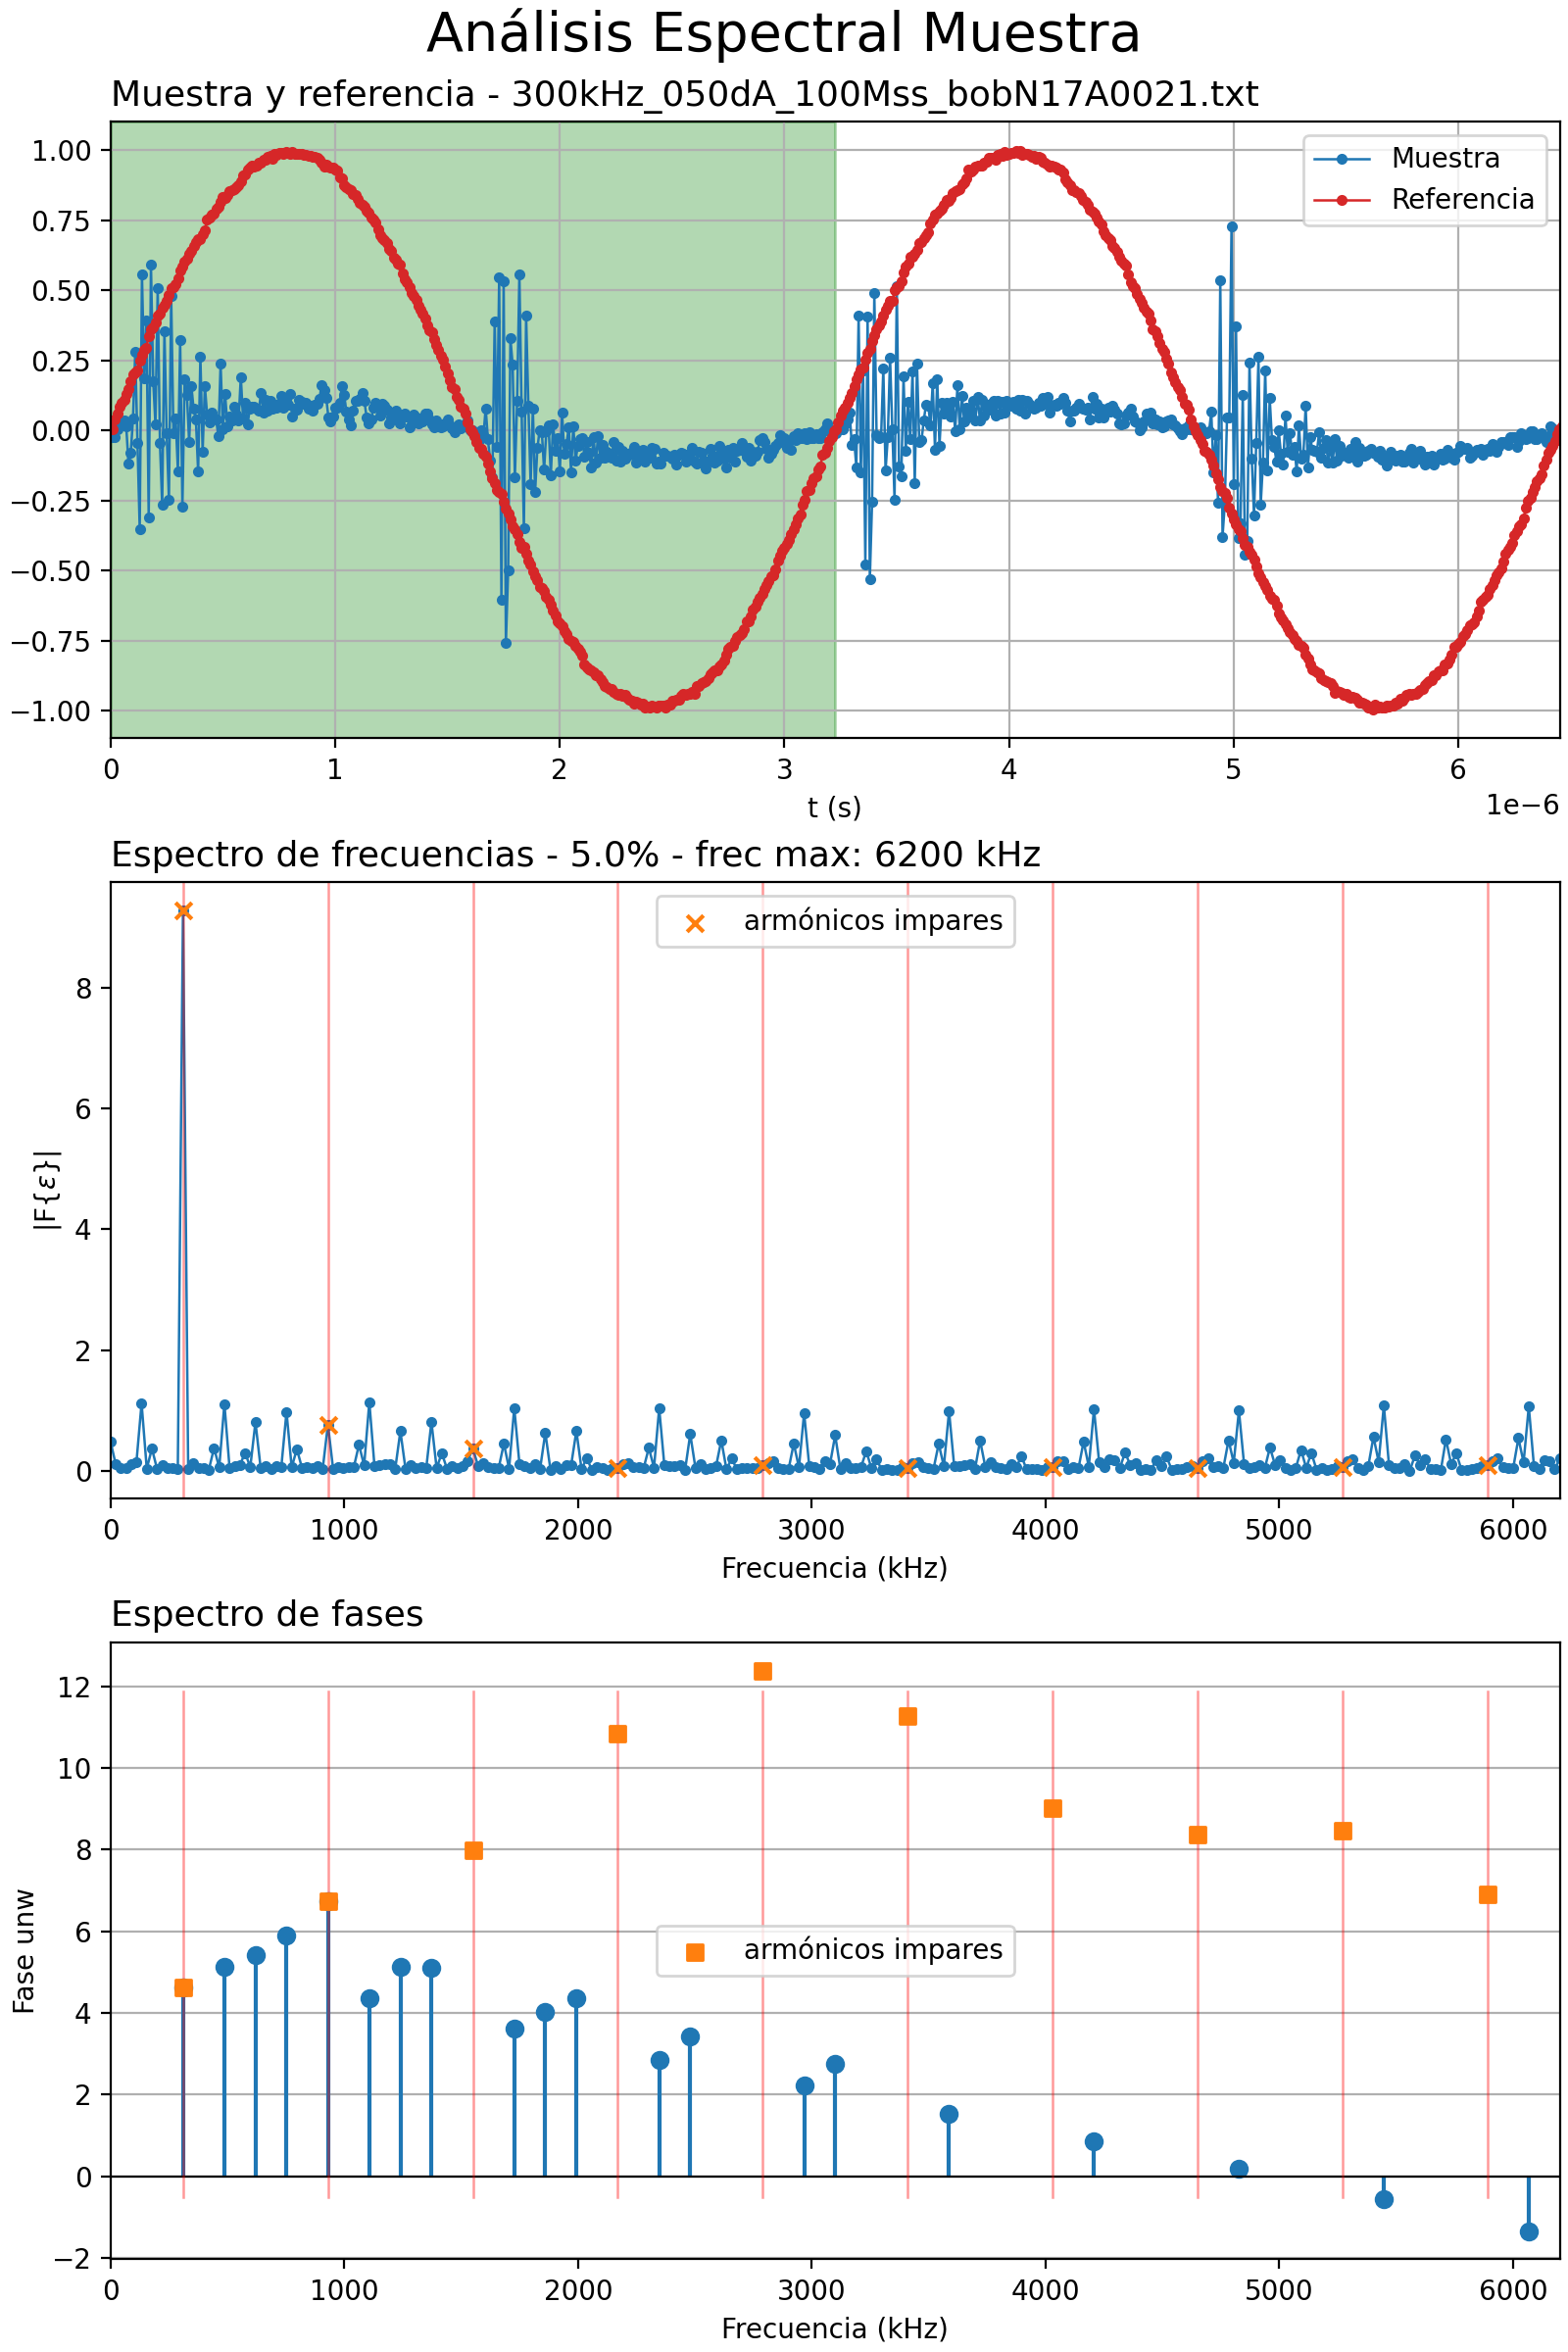 Análisis Espectral Muestra
Muestra y referencia - 300kHz_050dA_100Mss_bobN17A0021.txt
1.00
0.75
0.50
0.25
0.00
−0.25
−0.50
−0.75
−1.00
Muestra
Referencia
0 1 2 3 4 5 6
t (s)
1e−6
Espectro de frecuencias - 5.0% - frec max: 6200 kHz
armónicos impares
8
6
4
2
0
|F{ε}|
0 1000 2000 3000 4000 5000 6000
Frecuencia (kHz)
Espectro de fases
12
10
8
6
4
2
0
−2
Fase unw
armónicos impares
0 1000 2000 3000 4000 5000 6000
Frecuencia (kHz)